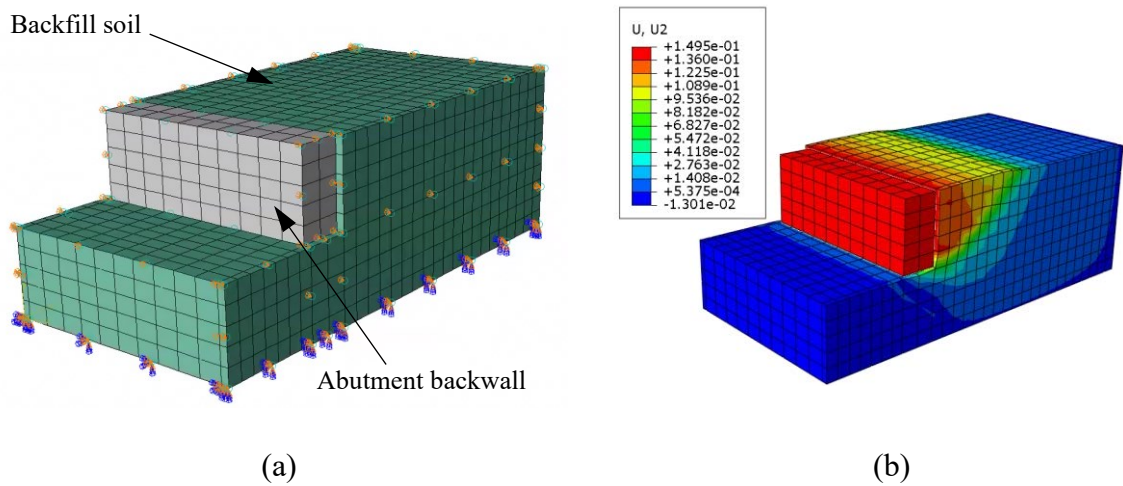 Backfill soil
Abutment backwall
(a)
U, U2
+1.495e-01
+1.360e-01
+1.225e-01
+1.089e-01
+9.536e-02
+8.182e-02
+6.827e-02
+5.472e-02
+4.118e-02
+2.763e-02
+1.408e-02
+5.375e-04
-1.301e-02
(b)